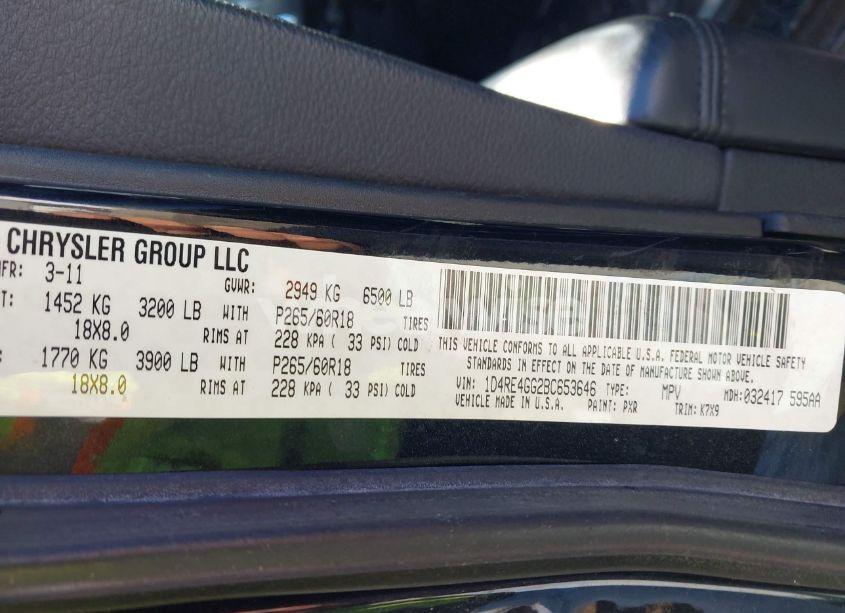 CHRYSLER GROUP LLC
MFR: 3-11 GVWR: 2949 KG 6500 LB
T: 1452 KG 3200 LB WITH P265/60R18 TIRES
18X8.0 RIMS AT 228 KPA ( 33 PSI) COLD
: 1770 KG 3900 LB WITH P265/60R18 TIRES
18X8.0 RIMS AT 228 KPA ( 33 PSI) COLD
THIS VEHICLE CONFORMS TO ALL APPLICABLE U.S.A. FEDERAL MOTOR VEHICLE SAFETY
STANDARDS IN EFFECT ON THE DATE OF MANUFACTURE SHOWN ABOVE.
VIN: 1D4RE4GG2BC653646 TYPE: MPV MDH: 032417 595AA
VEHICLE MADE IN U.S.A. PAINT: PXR TRIM: K7X9